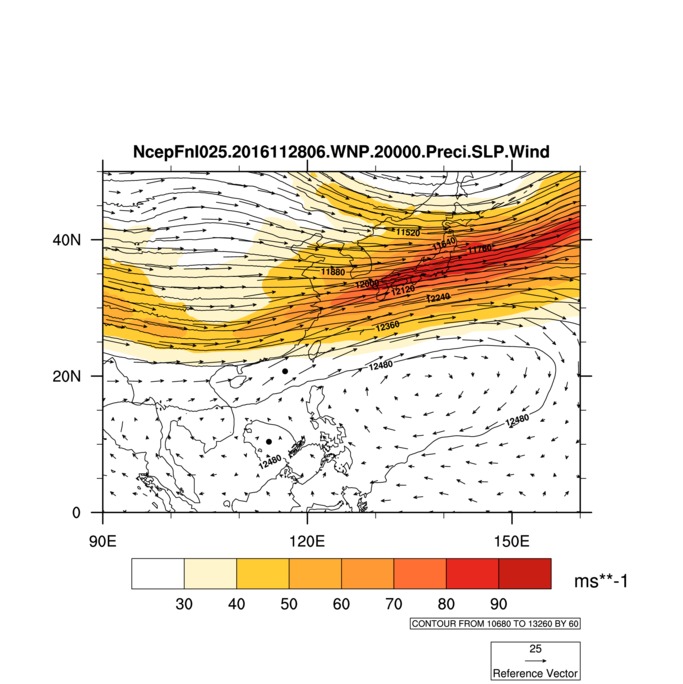 NcepFnl025.2016112806.WNP.20000.Preci.SLP.Wind
40N
20N
0
11520
11640
11760
11880
12000
12120
12240
12360
12480
12480
12480
90E 120E 150E
ms**-1
30 40 50 60 70 80 90
CONTOUR FROM 10680 TO 13260 BY 60
25
Reference Vector